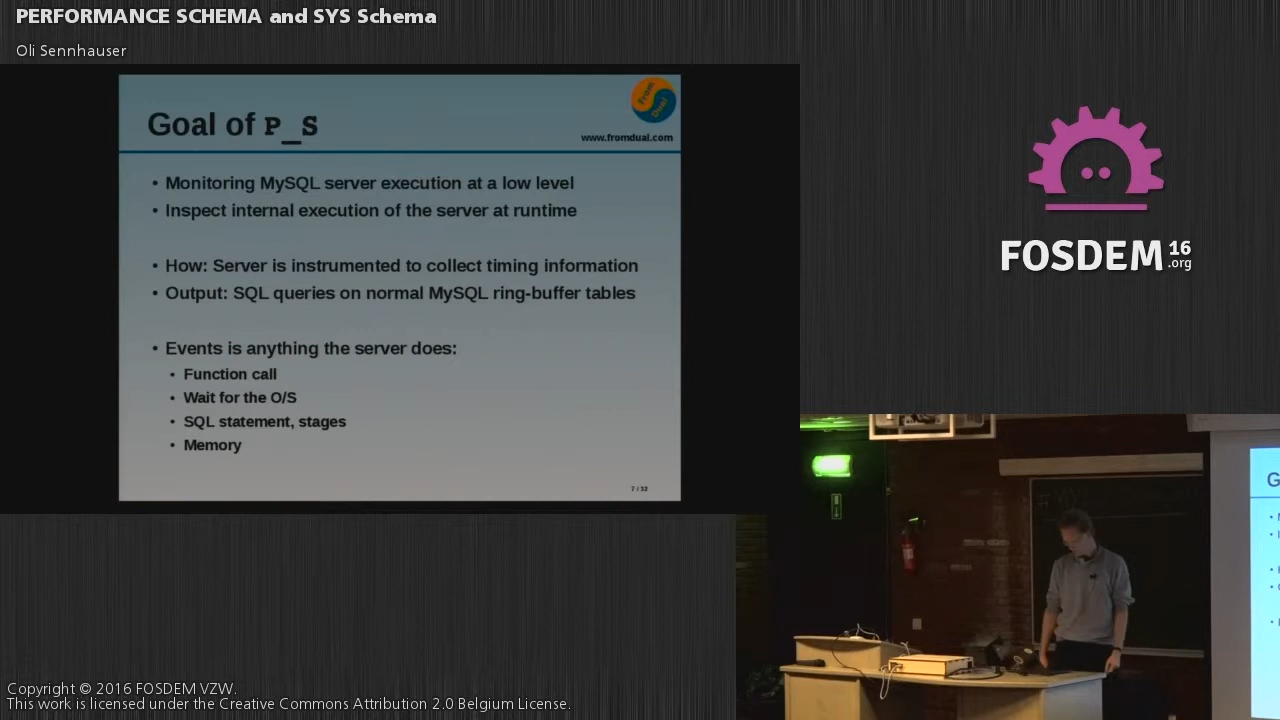 PERFORMANCE SCHEMA and SYS Schema
Oli Sennhauser
From
Dual
www.fromdual.com
Goal of P_S
• Monitoring MySQL server execution at a low level
• Inspect internal execution of the server at runtime
• How: Server is instrumented to collect timing information
• Output: SQL queries on normal MySQL ring-buffer tables
• Events is anything the server does:
• Function call
• Wait for the O/S
• SQL statement, stages
• Memory
7 / 32
FOSDEM 16
.org
G
Copyright © 2016 FOSDEM VZW.
This work is licensed under the Creative Commons Attribution 2.0 Belgium License.